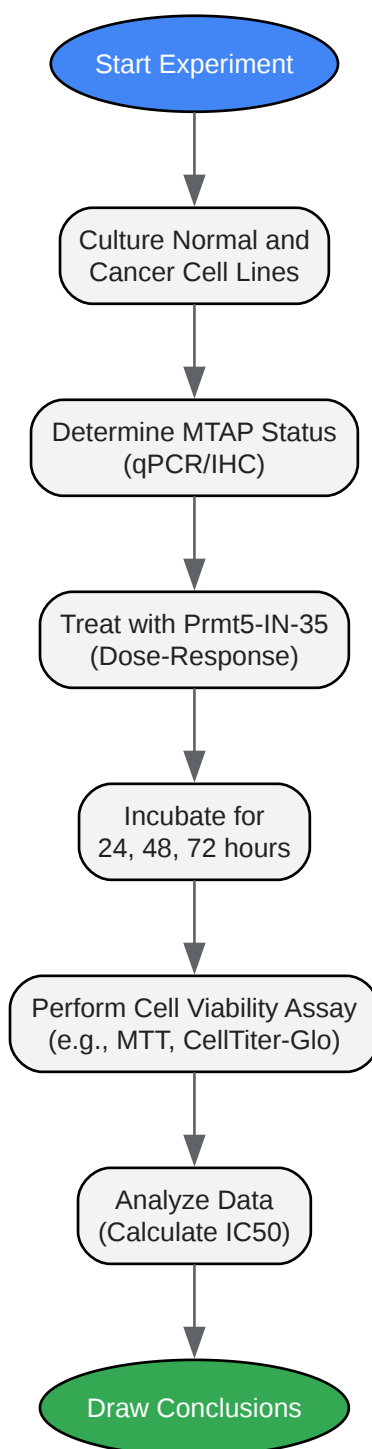 Start Experiment
Culture Normal and
Cancer Cell Lines
Determine MTAP Status
(qPCR/IHC)
Treat with Prmt5-IN-35
(Dose-Response)
Incubate for
24, 48, 72 hours
Perform Cell Viability Assay
(e.g., MTT, CellTiter-Glo)
Analyze Data
(Calculate IC50)
Draw Conclusions